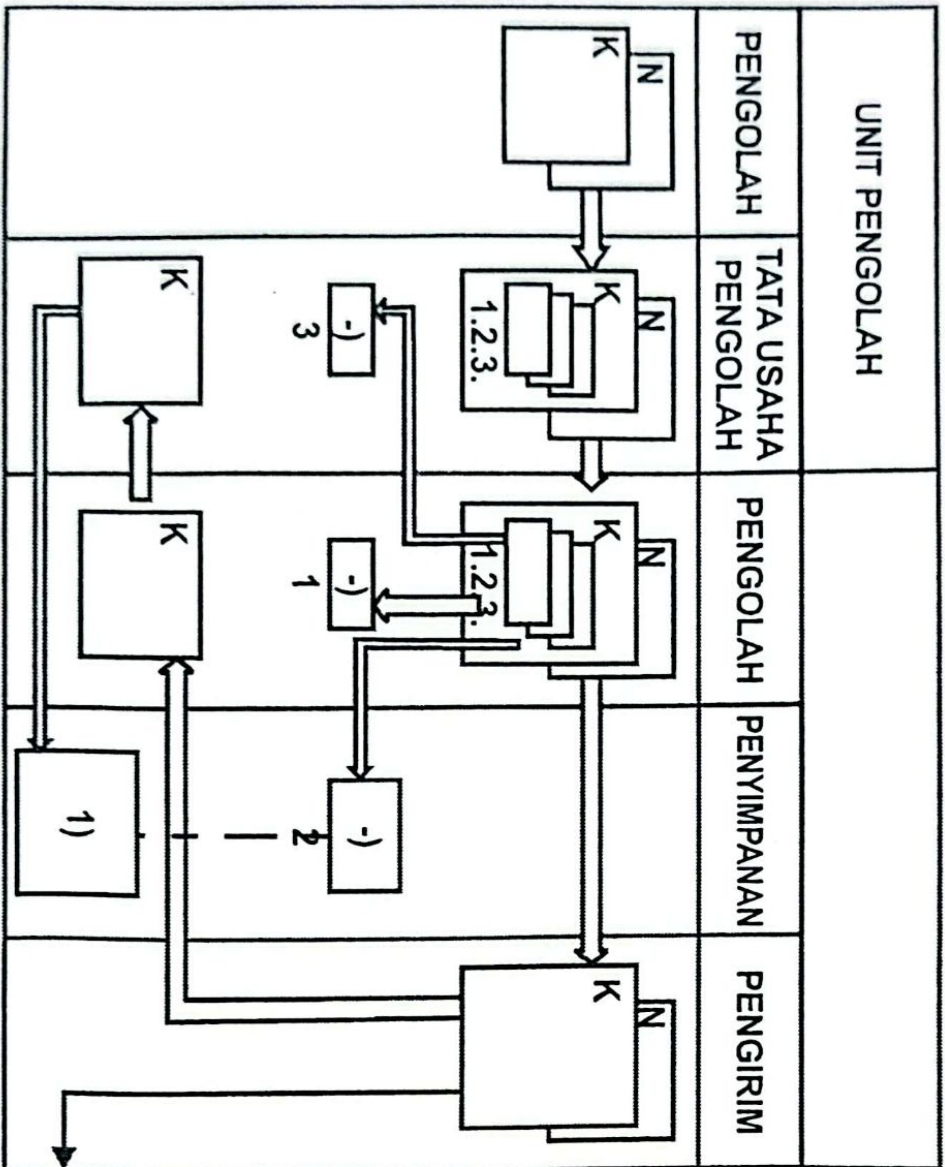 UNIT PENGOLAH
PENGOLAH
TATA USAHA
PENGOLAH
PENGOLAH
PENYIMPANAN
PENGIRIM
N
K
N
K
1.2.3.
N
K
1.2.3.
N
K
-)
3
-)
1
-)
2
K
K
1)